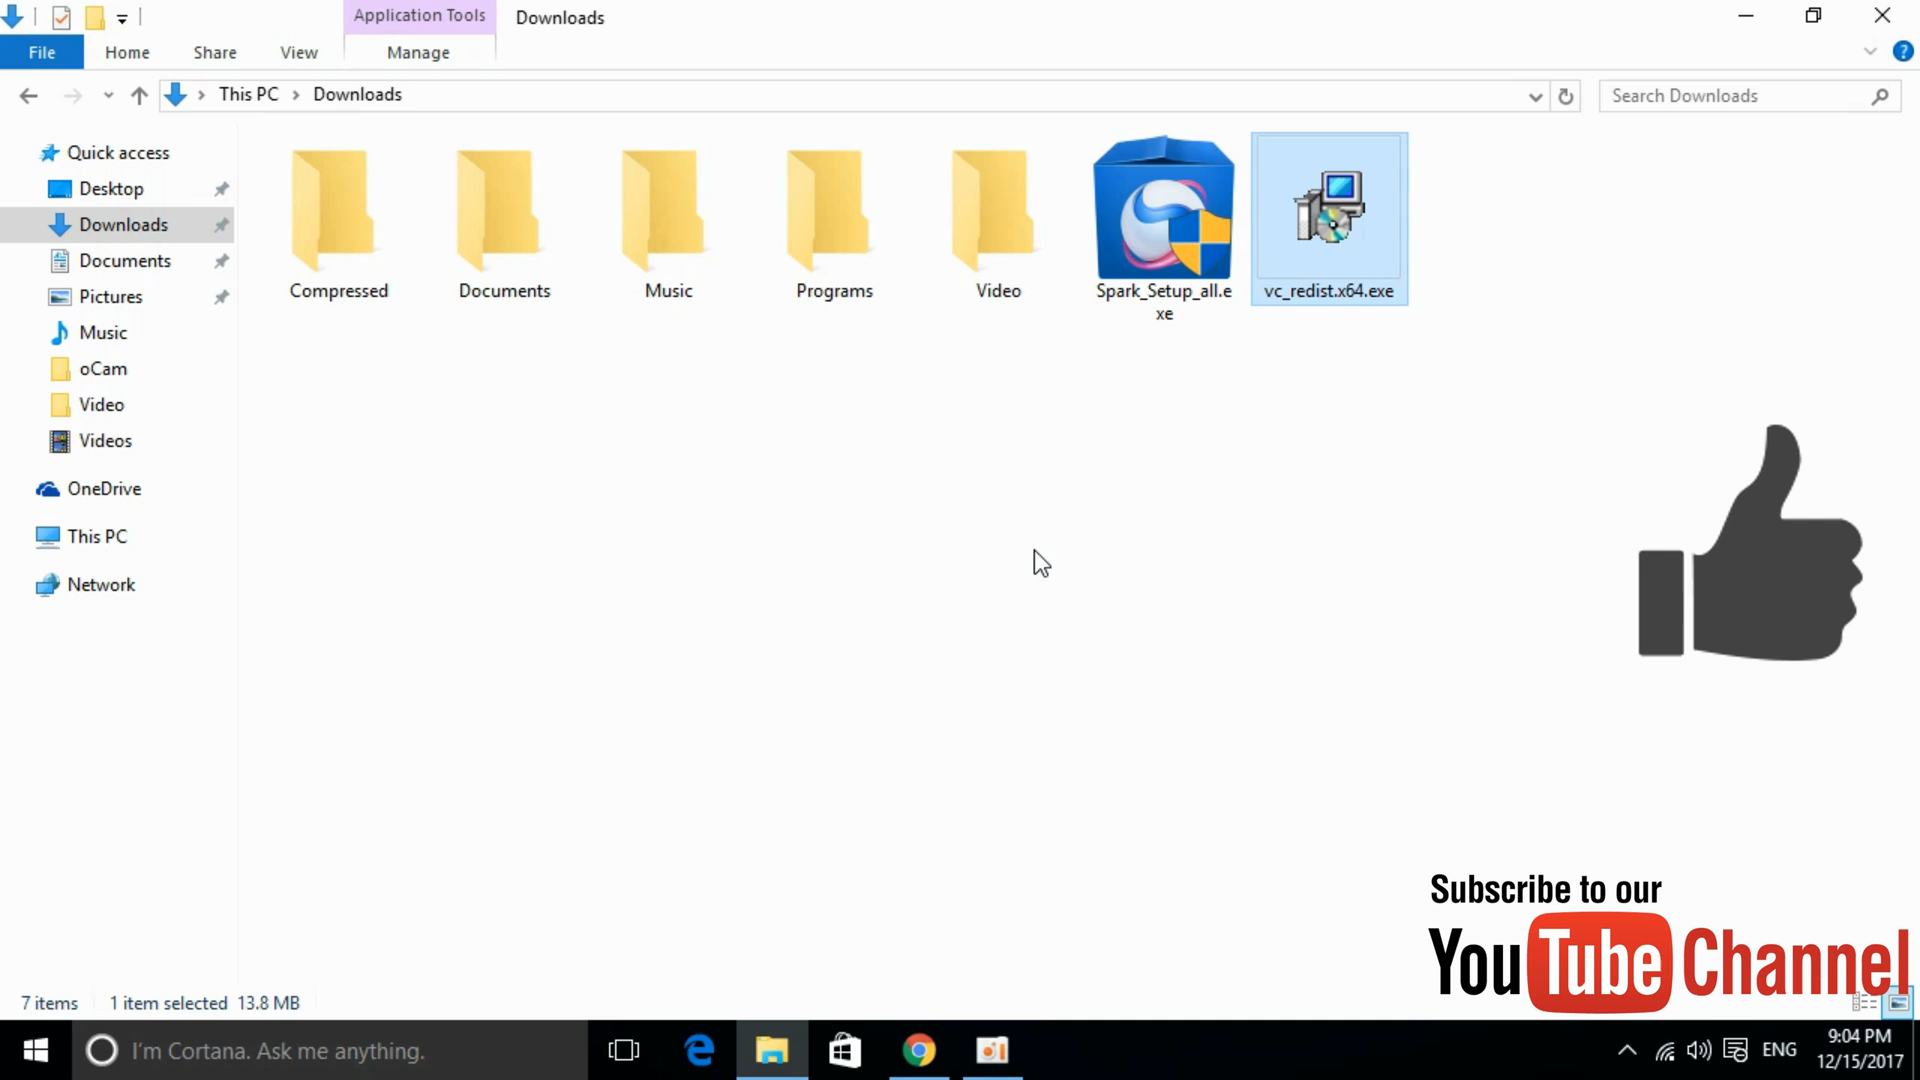 Application Tools
Downloads
File
Home
Share
View
Manage
This PC
Downloads
Search Downloads
Quick access
Desktop
Downloads
Documents
Pictures
Music
oCam
Video
Videos
OneDrive
This PC
Network
Compressed
Documents
Music
Programs
Video
Spark_Setup_all.e
xe
vc_redist.x64.exe
Subscribe to our
YouTube Channel
7 items
1 item selected 13.8 MB
I'm Cortana. Ask me anything.
ENG
9:04 PM
12/15/2017